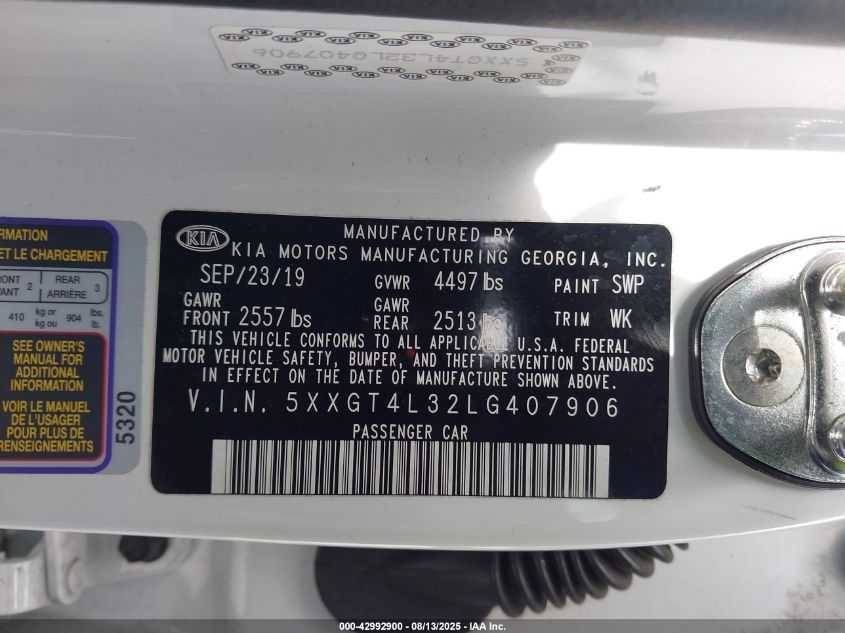 5XXGT4L32LG407906
KIA
MANUFACTURED BY
KIA MOTORS MANUFACTURING GEORGIA, INC.
SEP/23/19 GVWR 4497 lbs PAINT SWP
GAWR FRONT 2557 lbs GAWR REAR 2513 lbs TRIM WK
THIS VEHICLE CONFORMS TO ALL APPLICABLE U.S.A. FEDERAL
MOTOR VEHICLE SAFETY, BUMPER, AND THEFT PREVENTION STANDARDS
IN EFFECT ON THE DATE OF MANUFACTURE SHOWN ABOVE.
V.I.N. 5XXGT4L32LG407906
PASSENGER CAR
ET LE CHARGEMENT
2 REAR ARRIÈRE 3
410 kg or kg ou 904 lbs. lb.
SEE OWNER'S
MANUAL FOR
ADDITIONAL
INFORMATION
VOIR LE MANUEL
DE L'USAGER
POUR PLUS DE
RENSEIGNEMENTS
5320
000-42992900 - 08/13/2025 - IAA Inc.